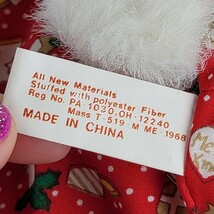 All New Materials
Stuffed with polyester Fiber
Reg No. PA 1030.OH-12240
Mass T-519 M ME-1968
MADE IN CHINA